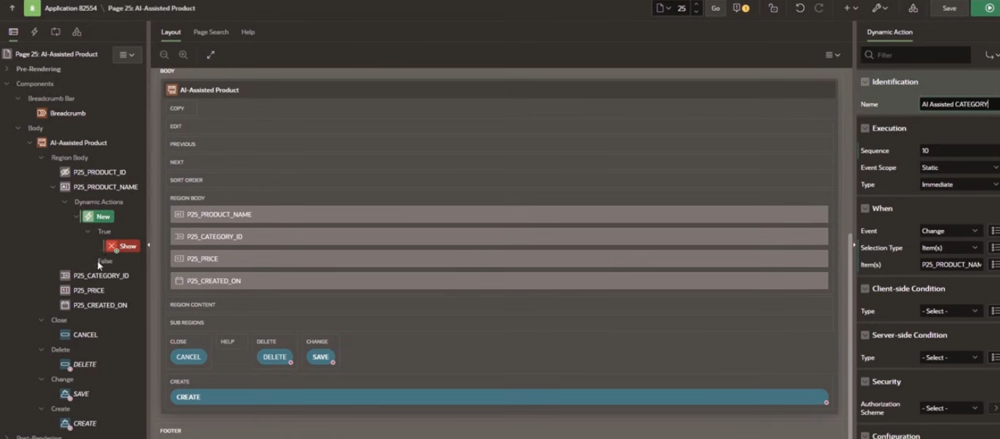 Application 82554 \ Page 25: AI-Assisted Product
25
Go
1
Save
Layout
Page Search
Help
Dynamic Action
Page 25: AI-Assisted Product
Filter
Pre-Rendering
Components
Breadcrumb Bar
Breadcrumb
Body
AI-Assisted Product
Region Body
P25_PRODUCT_ID
P25_PRODUCT_NAME
Dynamic Actions
New
True
Show
False
P25_CATEGORY_ID
P25_PRICE
P25_CREATED_ON
Close
CANCEL
Delete
DELETE
Change
SAVE
Create
CREATE
Post-Rendering
BODY
AI-Assisted Product
COPY
EDIT
PREVIOUS
NEXT
SORT ORDER
REGION BODY
P25_PRODUCT_NAME
P25_CATEGORY_ID
P25_PRICE
P25_CREATED_ON
REGION CONTENT
SUB REGIONS
CLOSE
HELP
DELETE
CHANGE
CANCEL
DELETE
SAVE
CREATE
CREATE
FOOTER
Identification
Name
AI Assisted CATEGORY
Execution
Sequence
10
Event Scope
Static
Type
Immediate
When
Event
Change
Selection Type
Item(s)
Item(s)
P25_PRODUCT_NAM
Client-side Condition
Type
- Select -
Server-side Condition
Type
- Select -
Security
Authorization
Scheme
- Select -
Configuration